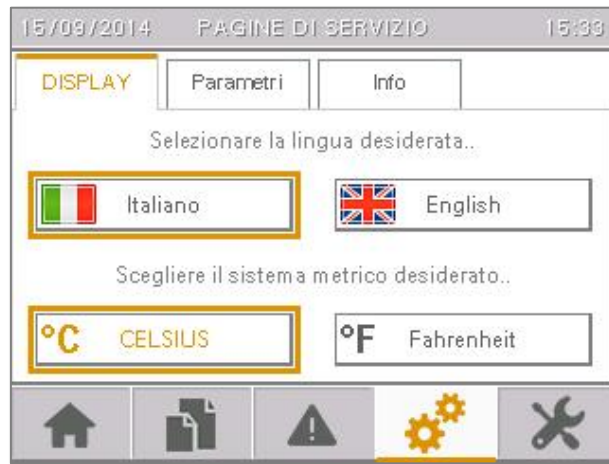 15/09/2014 PAGINE DI SERVIZIO 15:33
DISPLAY Parametri Info
Selezionare la lingua desiderata..
Italiano English
Scegliere il sistema metrico desiderato..
°C CELSIUS °F Fahrenheit